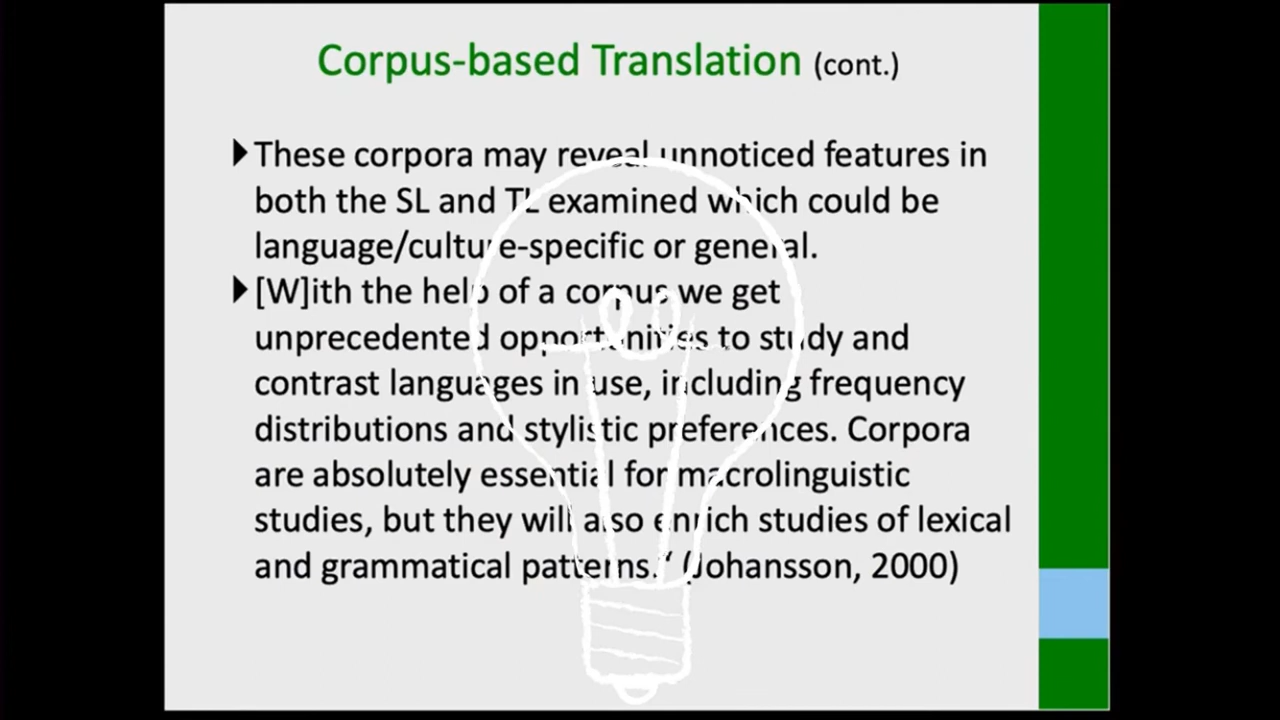 Corpus-based Translation (cont.)
These corpora may reveal unnoticed features in
both the SL and TL examined which could be
language/culture-specific or general.
[W]ith the help of a corpus we get
unprecedented opportunities to study and
contrast languages in use, including frequency
distributions and stylistic preferences. Corpora
are absolutely essential for macrolinguistic
studies, but they will also enrich studies of lexical
and grammatical patterns.“ (Johansson, 2000)